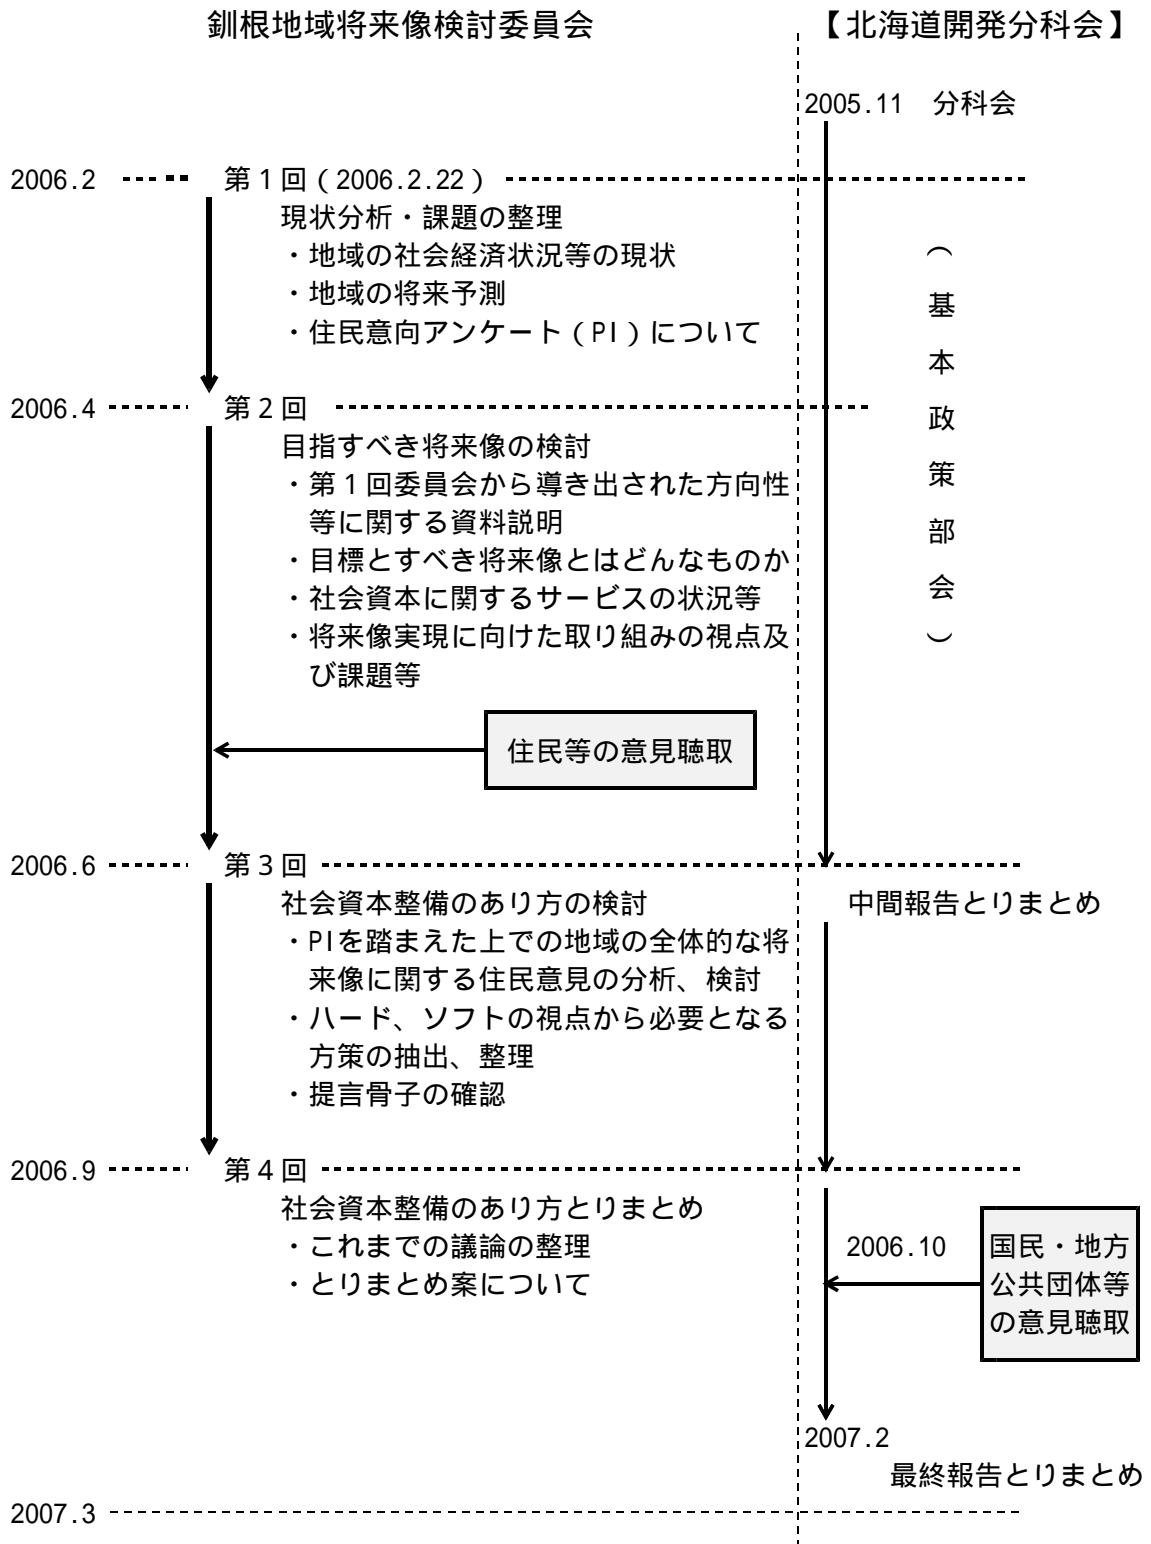 釧根地域将来像検討委員会
【北海道開発分科会】
2005.11 分科会
2006.2
第1回(2006.2.22)
現状分析・課題の整理
・地域の社会経済状況等の現状
・地域の将来予測
・住民意向アンケート(PI)について
(基本政策部会)
2006.4
第2回
目指すべき将来像の検討
・第1回委員会から導き出された方向性
等に関する資料説明
・目標とすべき将来像とはどんなものか
・社会資本に関するサービスの状況等
・将来像実現に向けた取り組みの視点及
び課題等
住民等の意見聴取
2006.6
第3回
社会資本整備のあり方の検討
・PIを踏まえた上での地域の全体的な将
来像に関する住民意見の分析、検討
・ハード、ソフトの視点から必要となる
方策の抽出、整理
・提言骨子の確認
中間報告とりまとめ
2006.9
第4回
社会資本整備のあり方とりまとめ
・これまでの議論の整理
・とりまとめ案について
2006.10
国民・地方
公共団体等
の意見聴取
2007.2
最終報告とりまとめ
2007.3